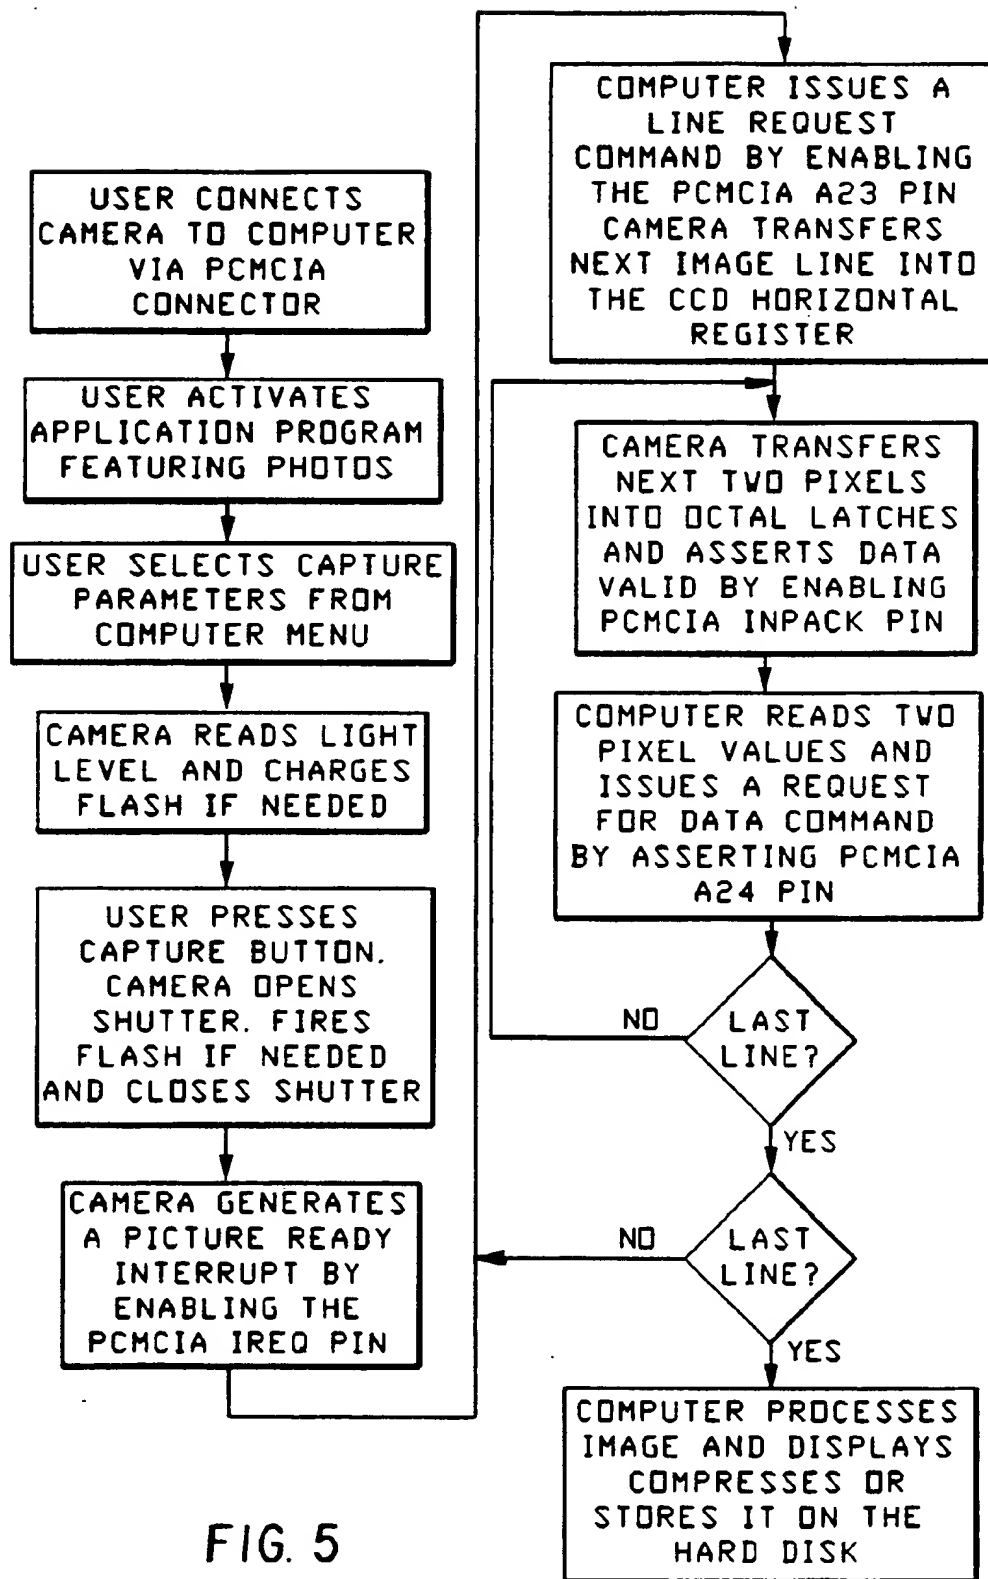 USER CONNECTS
CAMERA TO COMPUTER
VIA PCMCIA
CONNECTOR
USER ACTIVATES
APPLICATION PROGRAM
FEATURING PHOTOS
USER SELECTS CAPTURE
PARAMETERS FROM
COMPUTER MENU
CAMERA READS LIGHT
LEVEL AND CHARGES
FLASH IF NEEDED
USER PRESSES
CAPTURE BUTTON.
CAMERA OPENS
SHUTTER. FIRES
FLASH IF NEEDED
AND CLOSES SHUTTER
CAMERA GENERATES
A PICTURE READY
INTERRUPT BY
ENABLING THE
PCMCIA IREQ PIN
COMPUTER ISSUES A
LINE REQUEST
COMMAND BY ENABLING
THE PCMCIA A23 PIN
CAMERA TRANSFERS
NEXT IMAGE LINE INTO
THE CCD HORIZONTAL
REGISTER
CAMERA TRANSFERS
NEXT TWO PIXELS
INTO OCTAL LATCHES
AND ASSERTS DATA
VALID BY ENABLING
PCMCIA INPACK PIN
COMPUTER READS TWO
PIXEL VALUES AND
ISSUES A REQUEST
FOR DATA COMMAND
BY ASSERTING PCMCIA
A24 PIN
NO
LAST
LINE?
YES
NO
LAST
LINE?
YES
COMPUTER PROCESSES
IMAGE AND DISPLAYS
COMPRESSES OR
STORES IT ON THE
HARD DISK
FIG. 5